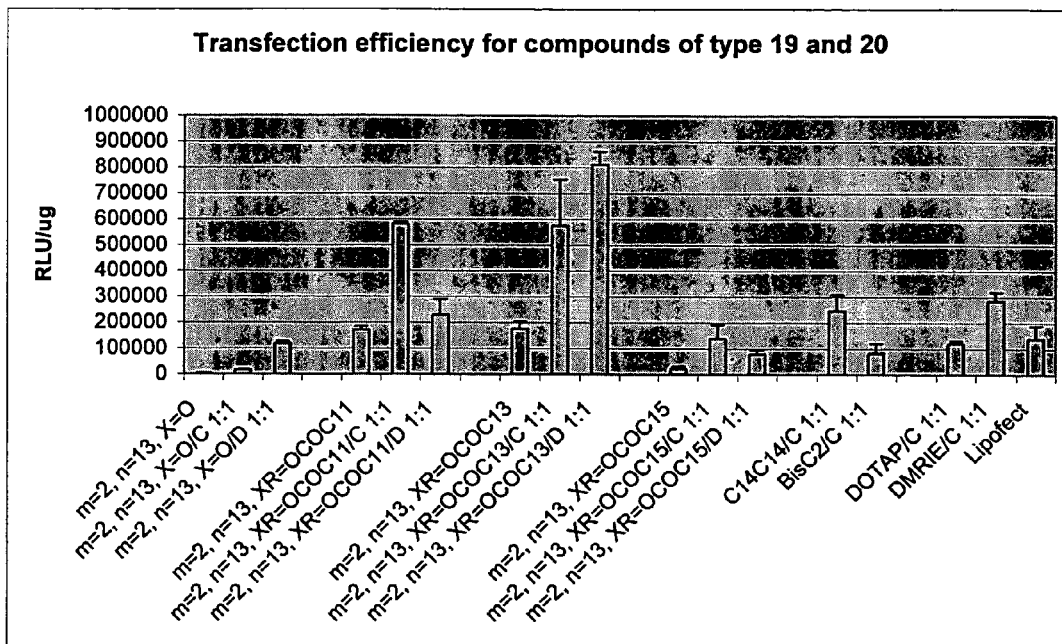 Transfection efficiency for compounds of type 19 and 20
RLU/ug
1000000
900000
800000
700000
600000
500000
400000
300000
200000
100000
0
m=2, n=13, X=O
m=2, n=13, X=O/C 1:1
m=2, n=13, X=O/D 1:1
m=2, n=13, XR=OCOC11
m=2, n=13, XR=OCOC11/C 1:1
m=2, n=13, XR=OCOC11/D 1:1
m=2, n=13, XR=OCOC13
m=2, n=13, XR=OCOC13/C 1:1
m=2, n=13, XR=OCOC13/D 1:1
m=2, n=13, XR=OCOC15
m=2, n=13, XR=OCOC15/C 1:1
m=2, n=13, XR=OCOC15/D 1:1
C14C14/C 1:1
BisC2/C 1:1
DOTAP/C 1:1
DMRIE/C 1:1
Lipofect